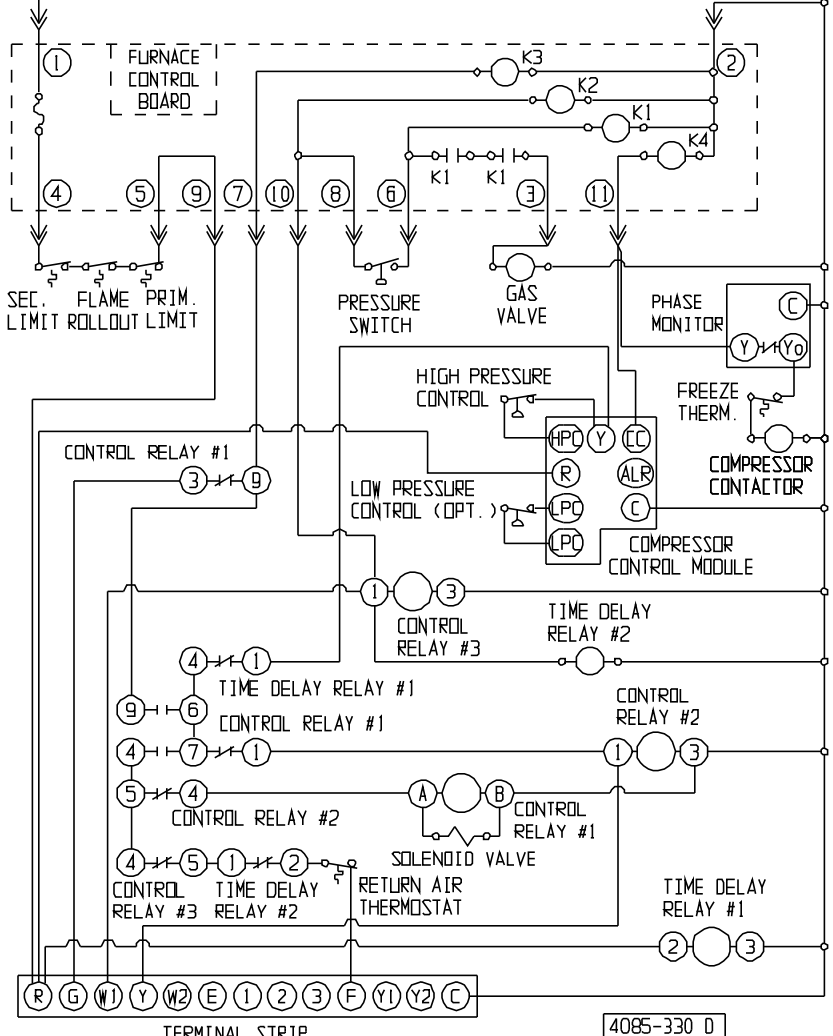 1
FURNACE
CONTROL
BOARD
K3
2
K2
K1
K4
K1 K1
4 5 9 7 10 8 6 3 11
SEC. FLAME PRIM.
LIMIT ROLLOUT LIMIT
PRESSURE
SWITCH
GAS
VALVE
PHASE
MONITOR
C
Y Yo
HIGH PRESSURE
CONTROL
FREEZE
THERM.
HPC Y CC
COMPRESSOR
CONTACTOR
CONTROL RELAY #1
3 9
R ALR
LOW PRESSURE
CONTROL (OPT.)
LPC C
LPC
COMPRESSOR
CONTROL MODULE
1 3
CONTROL
RELAY #3
TIME DELAY
RELAY #2
4 1
TIME DELAY RELAY #1
9 6
CONTROL RELAY #1
CONTROL
RELAY #2
4 7 1 1 3
5 4 A B
CONTROL RELAY #2
CONTROL
RELAY #1
SOLENOID VALVE
4 5 1 2
CONTROL
RELAY #3
TIME DELAY
RELAY #2
RETURN AIR
THERMOSTAT
TIME DELAY
RELAY #1
2 3
R G W1 Y W2 E 1 2 3 F Y1 Y2 C
TERMINAL STRIP
4085-330 D